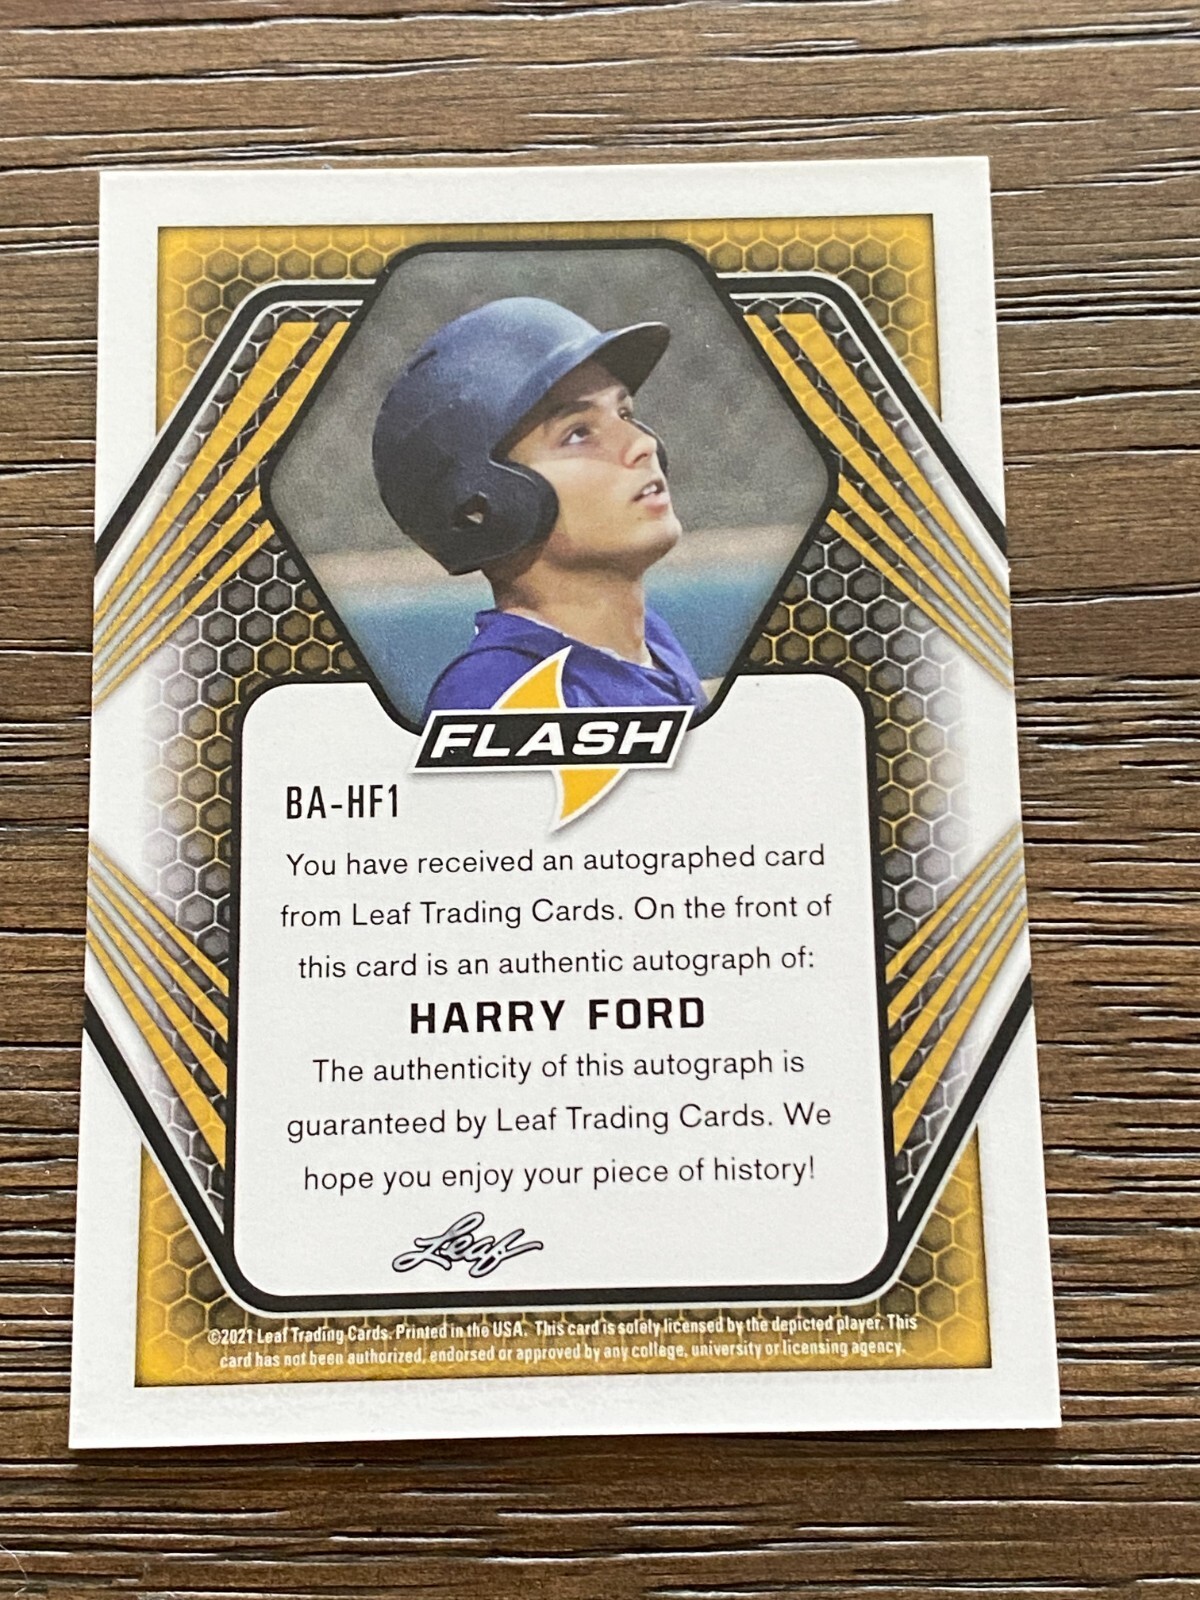 FLASH
BA-HF1
You have received an autographed card
from Leaf Trading Cards. On the front of
this card is an authentic autograph of:
HARRY FORD
The authenticity of this autograph is
guaranteed by Leaf Trading Cards. We
hope you enjoy your piece of history!
Leaf
©2021 Leaf Trading Cards. Printed in the USA. This card is solely licensed by the depicted player. This
card has not been authorized, endorsed or approved by any college, university or licensing agency.